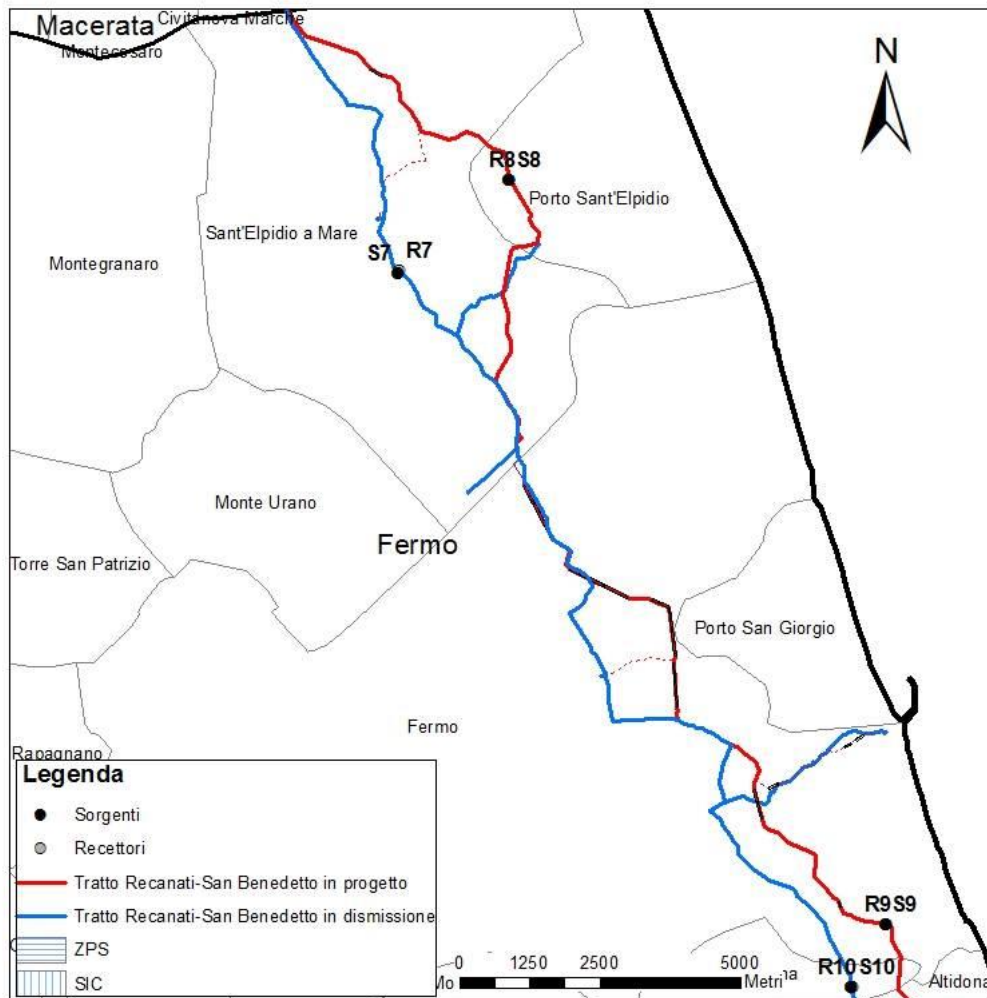 Civitanova Marche
Macerata
Montecosaro
N
R8S8
Porto Sant'Elpidio
Sant'Elpidio a Mare
R7
S7
Montegranaro
Monte Urano
Fermo
Torre San Patrizio
Porto San Giorgio
Fermo
Rapagnano
Legenda
Sorgenti
Recettori
Tratto Recanati-San Benedetto in progetto
Tratto Recanati-San Benedetto in dismissione
ZPS
SIC
R9S9
R10S10
0 1250 2500 5000
Metri
Mo
na
Altidona